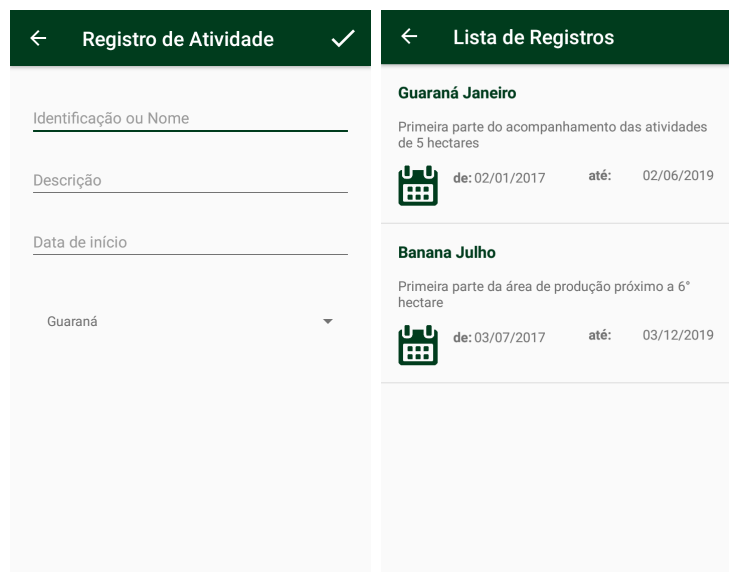 Registro de Atividade
Identificação ou Nome
Descrição
Data de início
Guaraná
Lista de Registros
Guaraná Janeiro
Primeira parte do acompanhamento das atividades
de 5 hectares
de: 02/01/2017 até: 02/06/2019
Banana Julho
Primeira parte da área de produção próximo a 6°
hectare
de: 03/07/2017 até: 03/12/2019